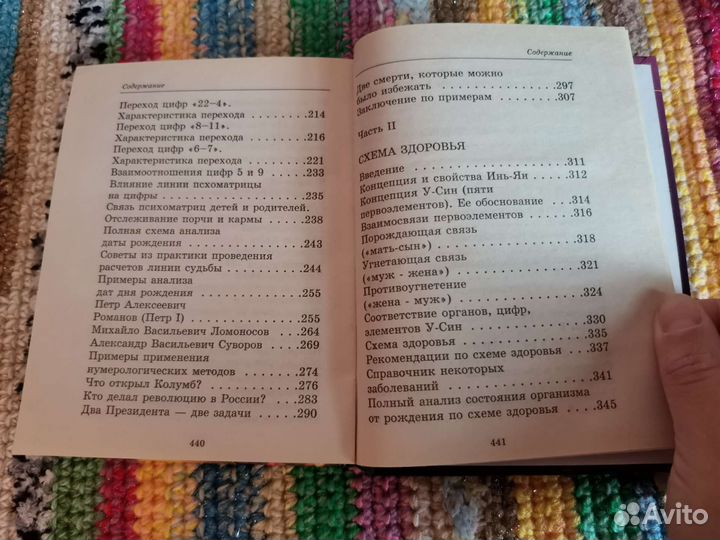 Содержание
Переход цифр «22–4».
Характеристика перехода . . . . . . . .214
Переход цифр «8–11».
Характеристика перехода . . . . . . . .216
Переход цифр «6–7».
Характеристика перехода . . . . . . . .221
Взаимоотношения цифр 5 и 9 . . . . .233
Влияние линии психоматрицы
на цифры . . . . . . . . . . . . . . . . . . .235
Связь психоматриц детей и родителей.
Отслеживание порчи и кармы . . . . .238
Полная схема анализа
даты рождения . . . . . . . . . . . . . . .243
Советы из практики проведения
расчетов линии судьбы . . . . . . . . . .244
Примеры анализа
дат дня рождения . . . . . . . . . . . . .255
Петр Алексеевич
Романов (Петр I) . . . . . . . . . . . . . .255
Михайло Васильевич Ломоносов . . . .264
Александр Васильевич Суворов . . . .269
Примеры применения
нумерологических методов . . . . . . . .274
Что открыл Колумб? . . . . . . . . . . .276
Кто делал революцию в России? . . . .283
Два Президента — две задачи . . . . .290
440
Содержание
Две смерти, которые можно
было избежать . . . . . . . . . . . . . . .297
Заключение по примерам . . . . . . . .307
Часть II
СХЕМА ЗДОРОВЬЯ
Введение . . . . . . . . . . . . . . . . . . .311
Концепция и свойства Инь-Ян . . . . .312
Концепция У-Син (пяти
первоэлементов). Ее обоснование . . . .314
Взаимосвязи первоэлементов . . . . . .316
Порождающая связь
(«мать-сын») . . . . . . . . . . . . . . . .318
Угнетающая связь
(«муж - жена») . . . . . . . . . . . . . . .321
Противоугнетение
(«жена - муж») . . . . . . . . . . . . . . .324
Соответствие органов, цифр,
элементов У-Син . . . . . . . . . . . . . .330
Схема здоровья . . . . . . . . . . . . . . .335
Рекомендации по схеме здоровья . . . .337
Справочник некоторых
заболеваний . . . . . . . . . . . . . . . . .341
Полный анализ состояния организма
от рождения по схеме здоровья . . . .345
441
Avito